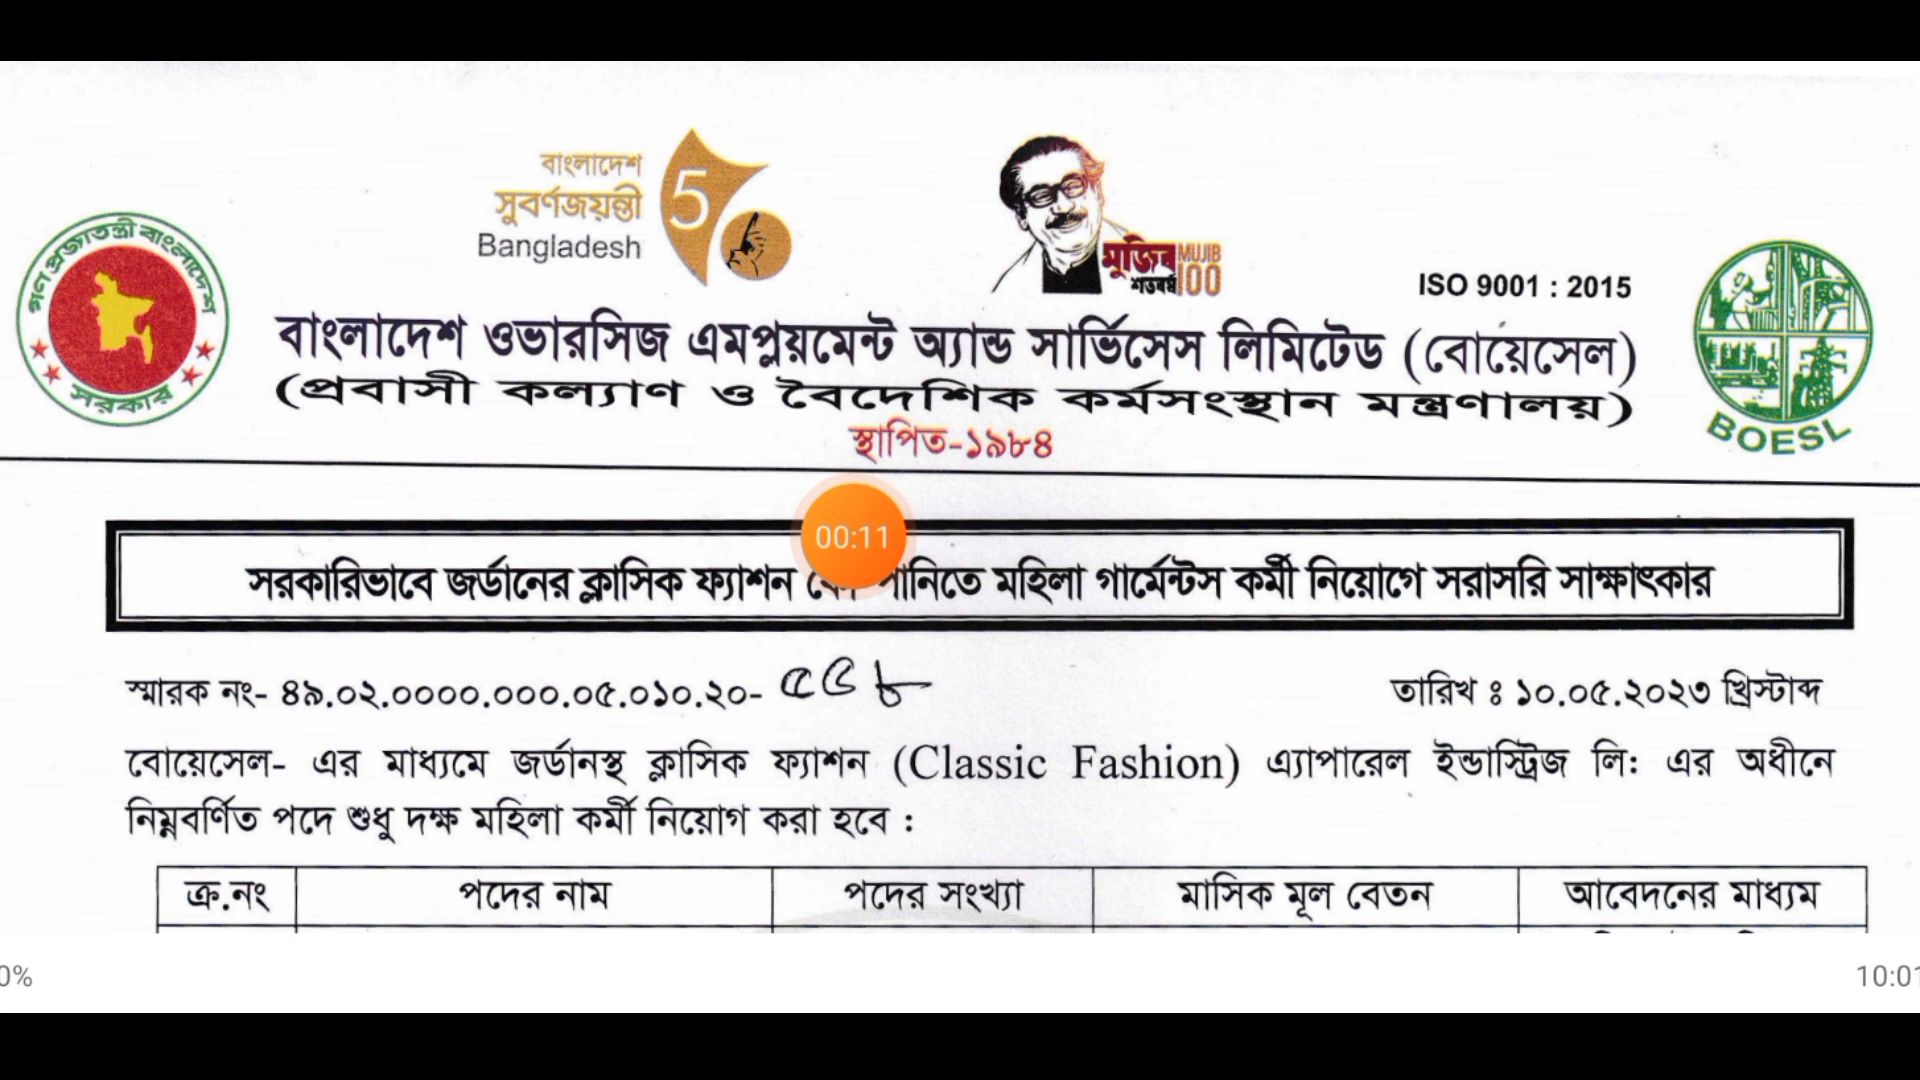 বাংলাদেশ
সুবর্ণজয়ন্তী
Bangladesh
50
মুজিব
শতবর্ষ
MUJIB
100
গণ প্রজাতন্ত্রী বাংলাদেশ
সরকার
ISO 9001 : 2015
BOESL
বাংলাদেশ ওভারসিজ এমপ্লয়মেন্ট অ্যান্ড সার্ভিসেস লিমিটেড (বোয়েসেল)
(প্রবাসী কল্যাণ ও বৈদেশিক কর্মসংস্থান মন্ত্রণালয়)
স্থাপিত-১৯৮৪
00:11
সরকারিভাবে জর্ডানের ক্লাসিক ফ্যাশন মহিলা গার্মেন্টস কর্মী নিয়োগে সরাসরি সাক্ষাৎকার
স্মারক নং- ৪৯.০২.০০০০.০০০.০৫.০১০.২০- ৫৫৮
তারিখ ঃ ১০.০৫.২০২৩ খ্রিস্টাব্দ
বোয়েসেল- এর মাধ্যমে জর্ডানস্থ ক্লাসিক ফ্যাশন (Classic Fashion) এ্যাপারেল ইন্ডাস্ট্রিজ লি: এর অধীনে
নিম্নবর্ণিত পদে শুধু দক্ষ মহিলা কর্মী নিয়োগ করা হবে :
ক্র.নং পদের নাম পদের সংখ্যা মাসিক মূল বেতন আবেদনের মাধ্যম
0% 10:01